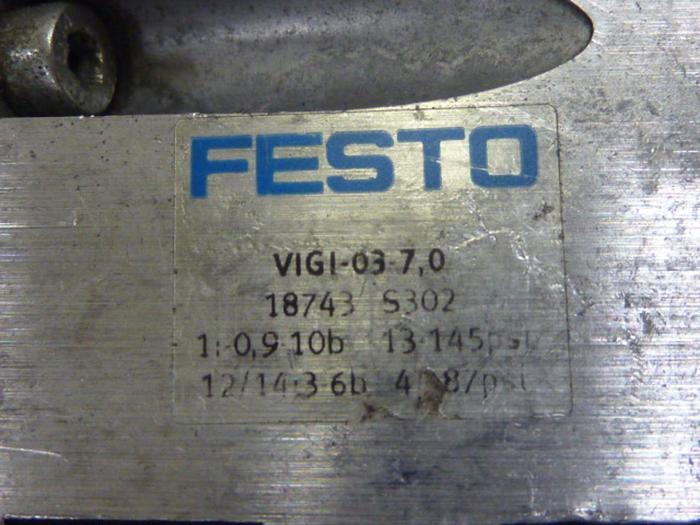 FESTO
VIGI-03-7,0
18743 S302
1:-0,9-10b 13-145psi
12/14:3-6b